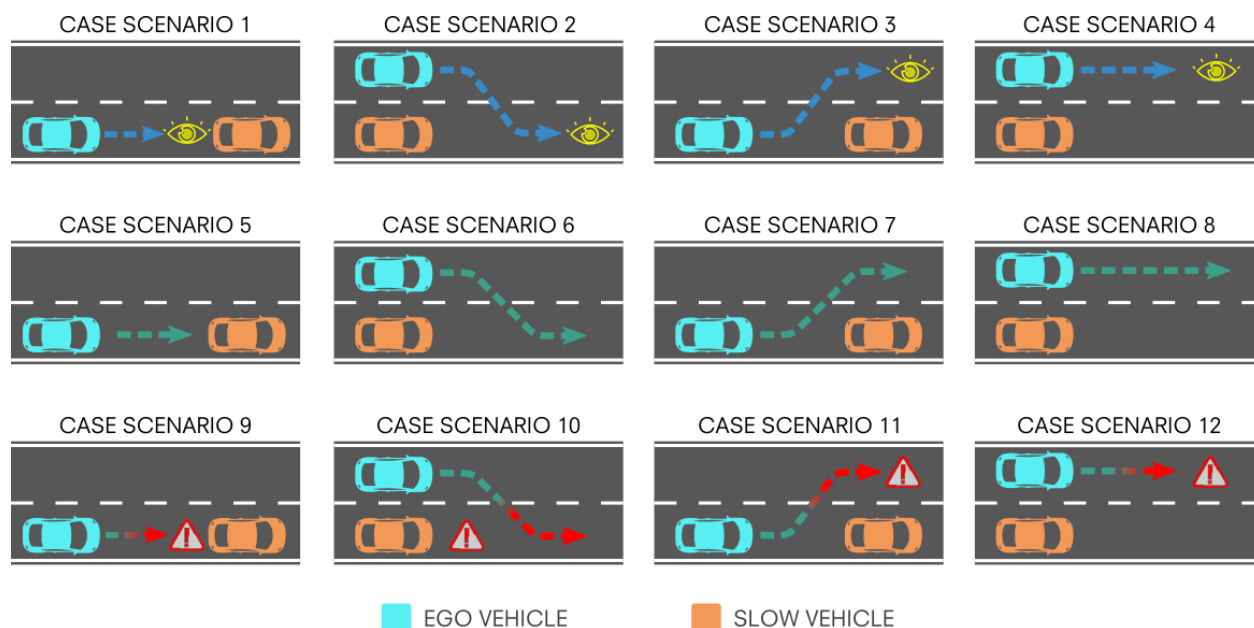 CASE SCENARIO 1
CASE SCENARIO 2
CASE SCENARIO 3
CASE SCENARIO 4
CASE SCENARIO 5
CASE SCENARIO 6
CASE SCENARIO 7
CASE SCENARIO 8
CASE SCENARIO 9
CASE SCENARIO 10
CASE SCENARIO 11
CASE SCENARIO 12
EGO VEHICLE
SLOW VEHICLE